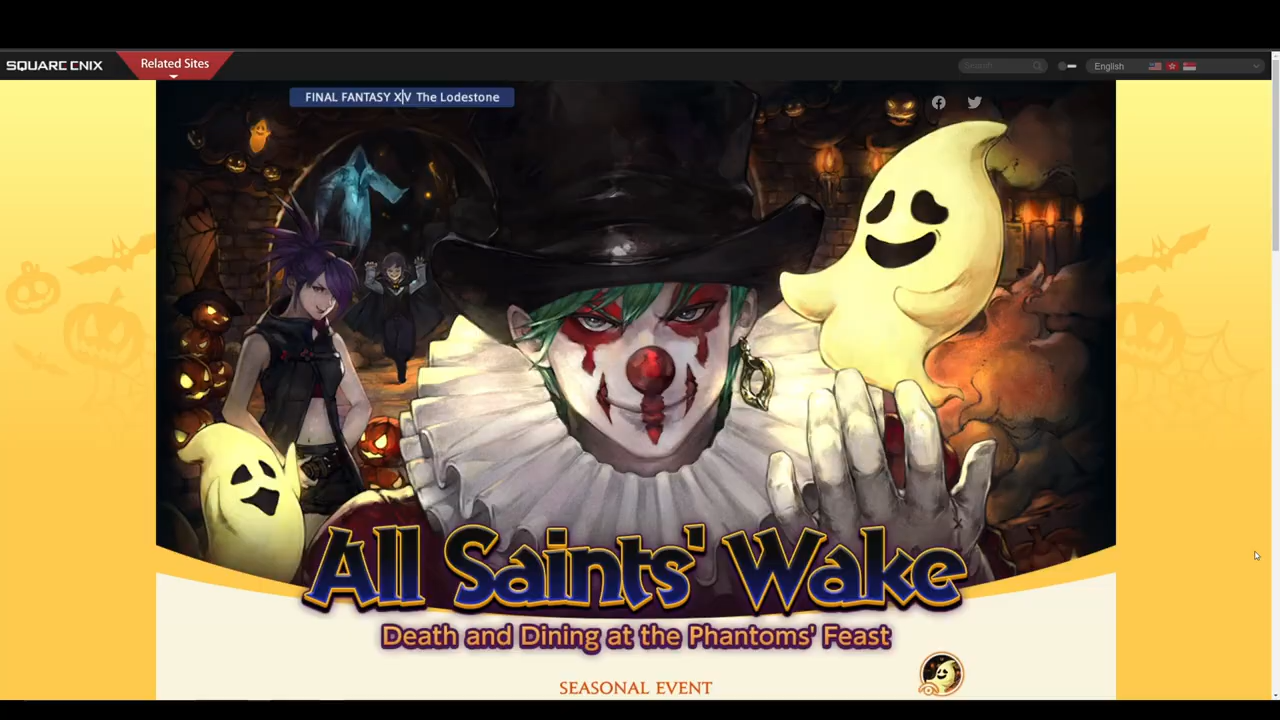 SQUARE ENIX
Related Sites
Search
English
FINAL FANTASY XIV The Lodestone
All Saints' Wake
Death and Dining at the Phantoms' Feast
SEASONAL EVENT